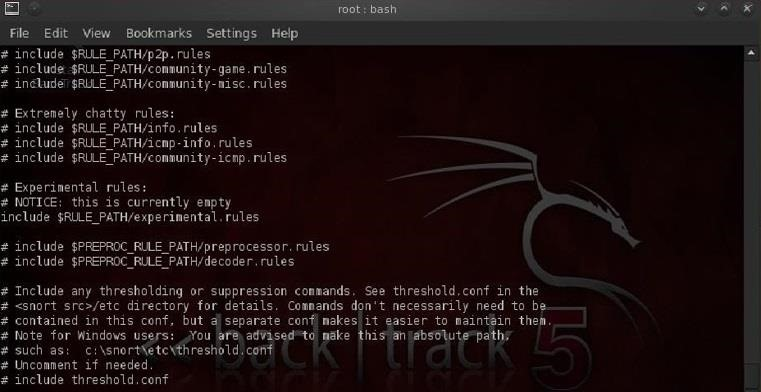 root : bash
File Edit View Bookmarks Settings Help
# include $RULE_PATH/p2p.rules
# include $RULE_PATH/community-game.rules
# include $RULE_PATH/community-misc.rules
# Extremely chatty rules:
# include $RULE_PATH/info.rules
# include $RULE_PATH/icmp-info.rules
# include $RULE_PATH/community-icmp.rules
# Experimental rules:
# NOTICE: this is currently empty
include $RULE_PATH/experimental.rules
# include $PREPROC_RULE_PATH/preprocessor.rules
# include $PREPROC_RULE_PATH/decoder.rules
# Include any thresholding or suppression commands. See threshold.conf in the
# <snort src>/etc directory for details. Commands don't necessarily need to be
# contained in this conf, but a separate conf makes it easier to maintain them.
# Note for Windows users:  You are advised to make this an absolute path,
# such as:  c:\snort\etc\threshold.conf
# Uncomment if needed.
# include threshold.conf
<< back | track 5